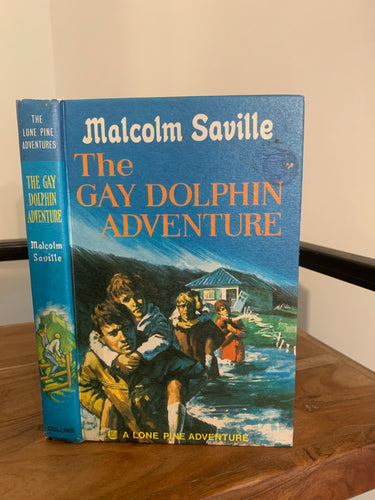 THE
LONE PINE
ADVENTURES
THE GAY
DOLPHIN
ADVENTURE
Malcolm
Saville
COLLINS
Malcolm Saville
The
GAY DOLPHIN
ADVENTURE
A LONE PINE ADVENTURE